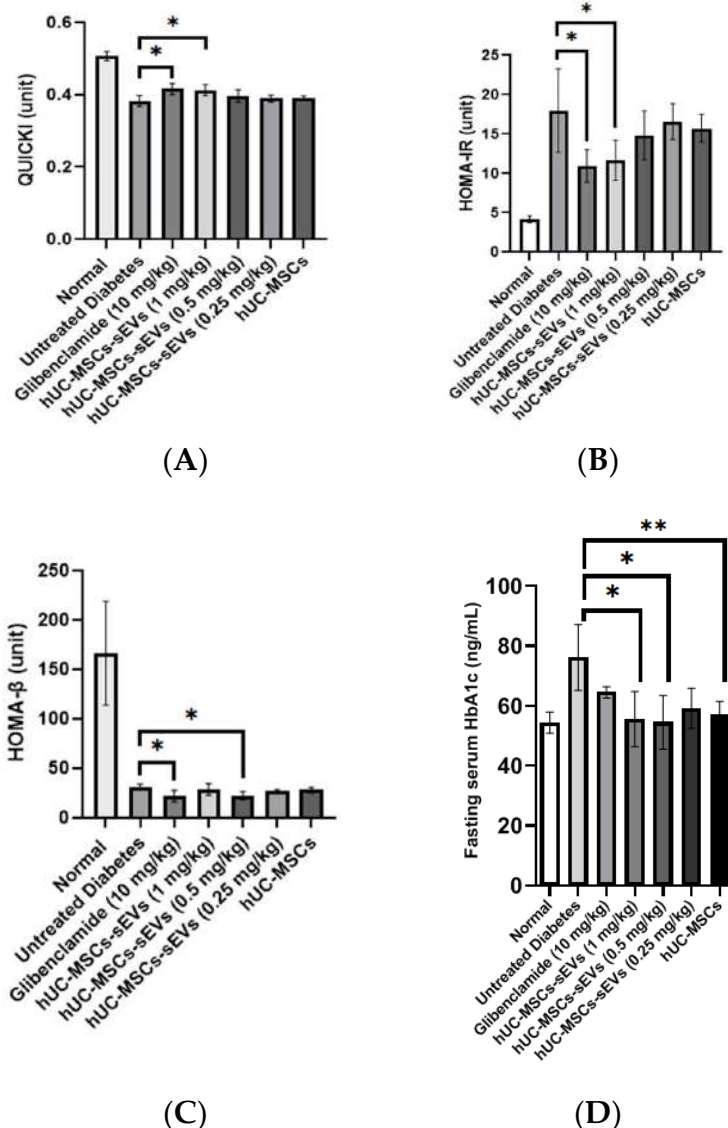 *
*
0.6
0.4
0.2
0.0
QUICKI (unit)
Normal
Untreated Diabetes
Glibenclamide (10 mg/kg)
hUC-MSCs-sEVs (1 mg/kg)
hUC-MSCs-sEVs (0.5 mg/kg)
hUC-MSCs-sEVs (0.25 mg/kg)
hUC-MSCs
(A)
*
*
25
20
15
10
5
0
HOMA-IR (unit)
Normal
Untreated Diabetes
Glibenclamide (10 mg/kg)
hUC-MSCs-sEVs (1 mg/kg)
hUC-MSCs-sEVs (0.5 mg/kg)
hUC-MSCs-sEVs (0.25 mg/kg)
hUC-MSCs
(B)
*
*
250
200
150
100
50
0
HOMA-β (unit)
Normal
Untreated Diabetes
Glibenclamide (10 mg/kg)
hUC-MSCs-sEVs (1 mg/kg)
hUC-MSCs-sEVs (0.5 mg/kg)
hUC-MSCs-sEVs (0.25 mg/kg)
hUC-MSCs
(C)
**
*
*
100
80
60
40
20
0
Fasting serum HbA1c (ng/mL)
Normal
Untreated Diabetes
Glibenclamide (10 mg/kg)
hUC-MSCs-sEVs (1 mg/kg)
hUC-MSCs-sEVs (0.5 mg/kg)
hUC-MSCs-sEVs (0.25 mg/kg)
hUC-MSCs
(D)